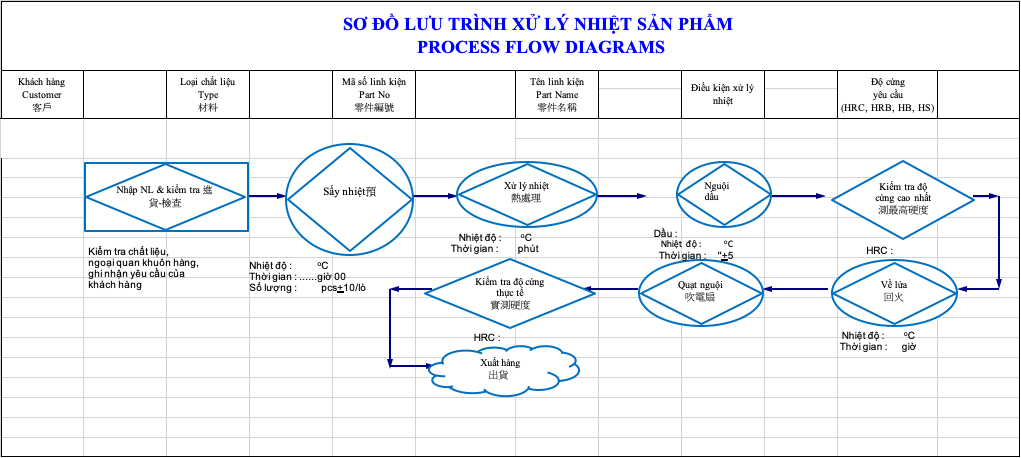 SƠ ĐỒ LƯU TRÌNH XỬ LÝ NHIỆT SẢN PHẨM
PROCESS FLOW DIAGRAMS
Khách hàng
Customer
客戶
Loại chất liệu
Type
材料
Mã số linh kiện
Part No
零件編號
Tên linh kiện
Part Name
零件名稱
Điều kiện xử lý
nhiệt
Độ cứng
yêu cầu
(HRC, HRB, HB, HS)
Nhập NL & kiểm tra 進
貨-檢查
Kiểm tra chất liệu,
ngoại quan khuôn hàng,
ghi nhận yêu cầu của
khách hàng
Sấy nhiệt預
Nhiệt độ : ºC
Thời gian : ......giờ 00
Số lượng : pcs±10/lò
Xử lý nhiệt
熱處理
Nhiệt độ : ºC
Thời gian : phút
Nguội
dầu
Dầu :
Nhiệt độ : ºC
Thời gian : "±5
Kiểm tra độ
cứng cao nhất
測最高硬度
HRC :
Về lửa
回火
Nhiệt độ : ºC
Thời gian : giờ
Quạt nguội
吹電扇
Kiểm tra độ cứng
thực tế
實測硬度
HRC :
Xuất hàng
出貨